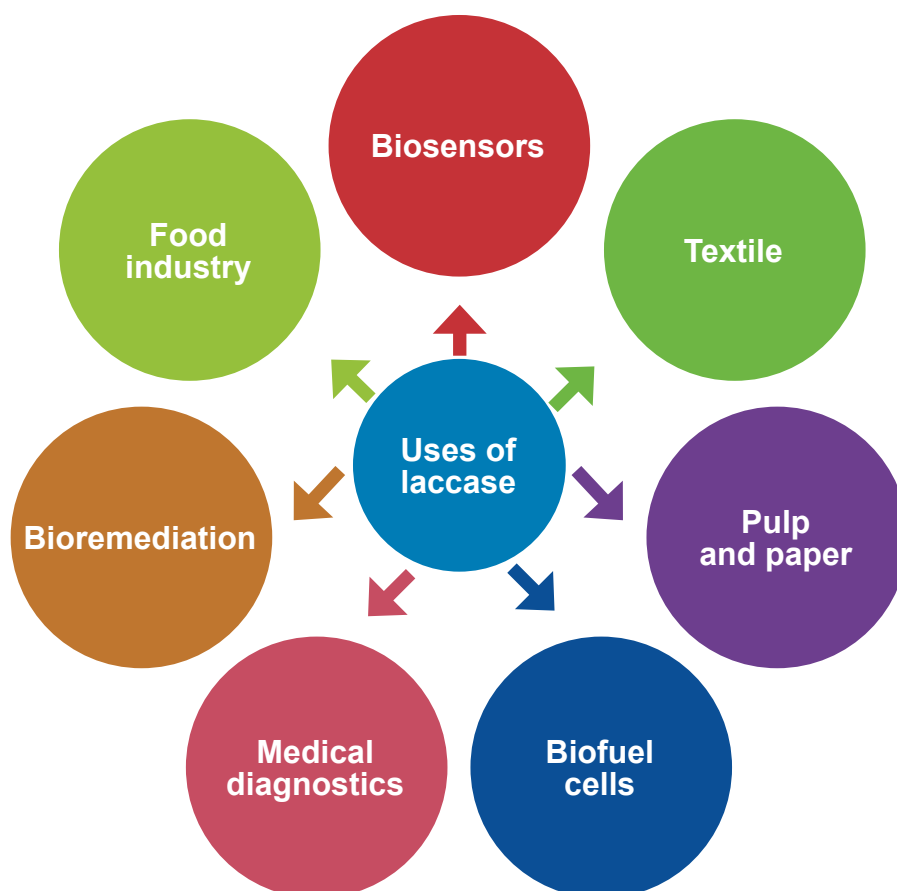 Biosensors
Textile
Pulp
and paper
Biofuel
cells
Medical
diagnostics
Bioremediation
Food
industry
Uses of
laccase